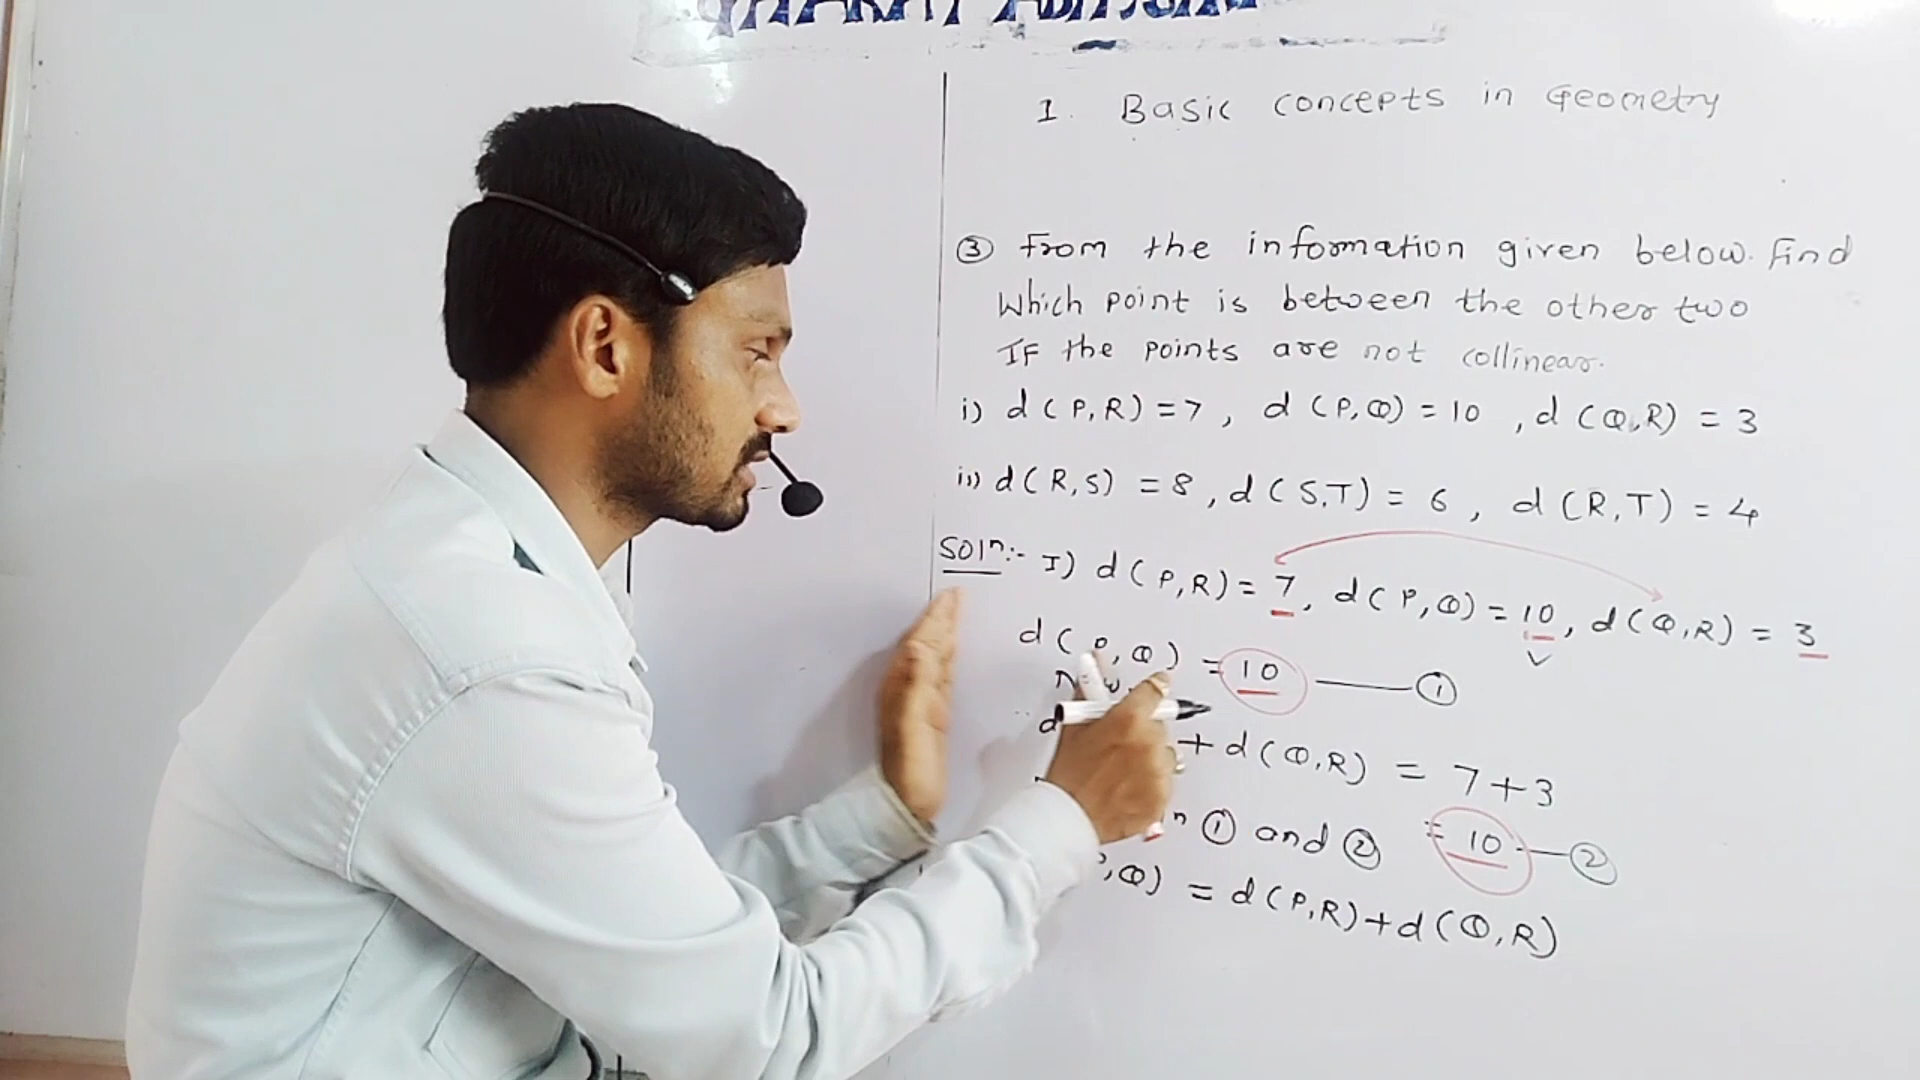 1. Basic concepts in Geometry
③ From the information given below. Find
Which point is between the other two
IF the points are not collinear.
i) d(P,R)=7, d(P,Q)=10, d(Q,R)=3
ii) d(R,S)=8, d(S,T)=6, d(R,T)=4
Solⁿ:- I) d(P,R)=7, d(P,Q)=10, d(Q,R)=3
d(P,Q)=10 — ①
+d(Q,R) = 7+3
① and ② = 10 — ②
,Q) = d(P,R)+d(Q,R)